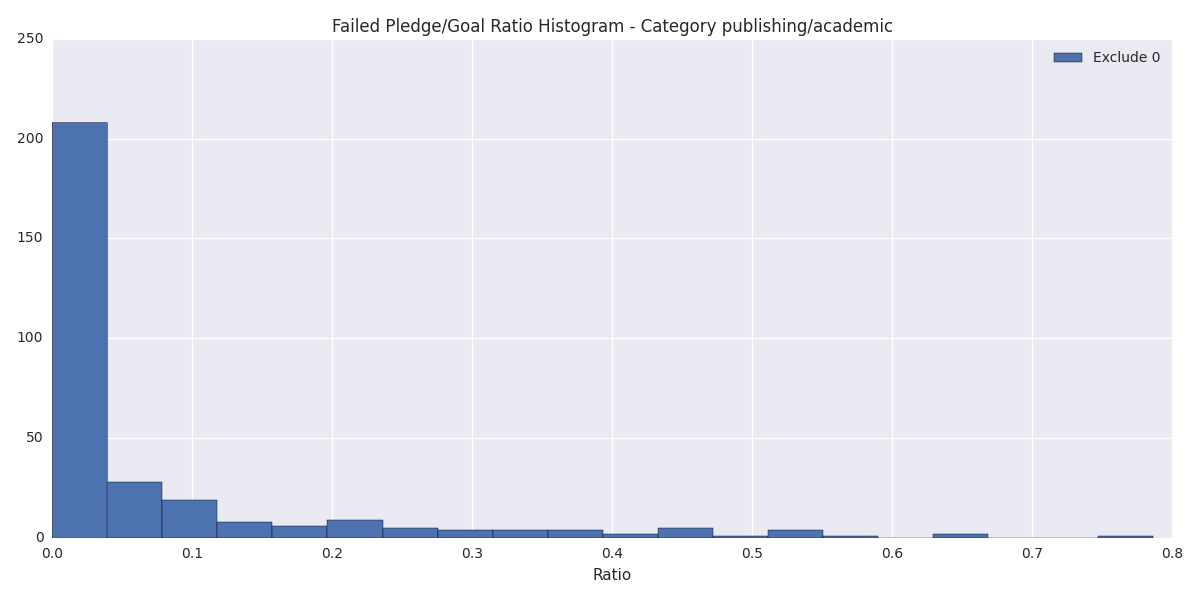 Failed Pledge/Goal Ratio Histogram - Category publishing/academic
250
200
150
100
50
0
Exclude 0
0.0 0.1 0.2 0.3 0.4 0.5 0.6 0.7 0.8
Ratio